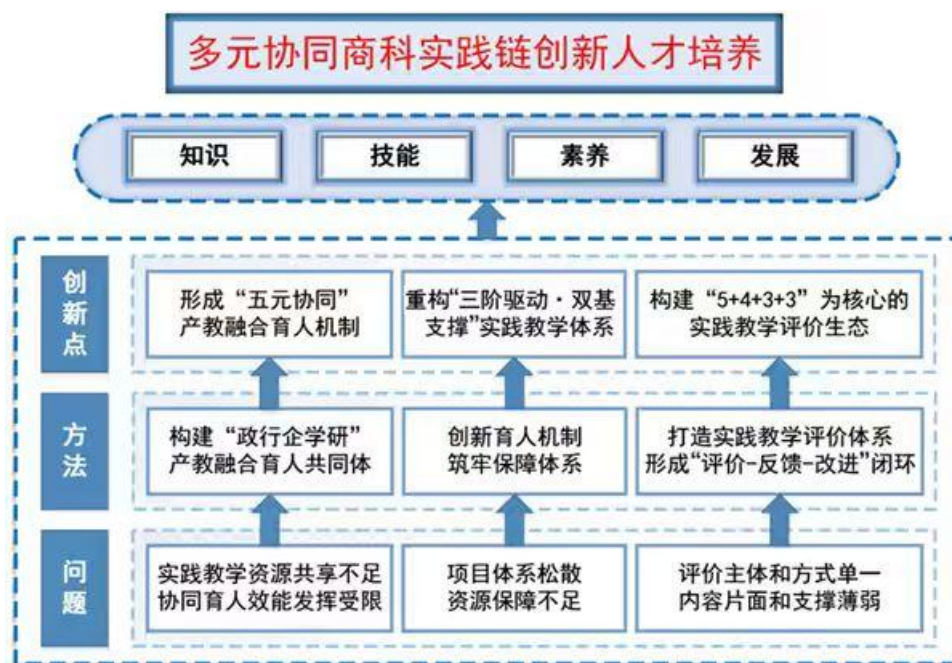 多元协同商科实践链创新人才培养
知识
技能
素养
发展
创新点
形成“五元协同”
产教融合育人机制
重构“三阶驱动·双基
支撑”实践教学体系
构建“5+4+3+3”为核心的
实践教学评价生态
方法
构建“政行企学研”
产教融合育人共同体
创新育人机制
筑牢保障体系
打造实践教学评价体系
形成“评价-反馈-改进”闭环
问题
实践教学资源共享不足
协同育人效能发挥受限
项目体系松散
资源保障不足
评价主体和方式单一
内容片面和支撑薄弱